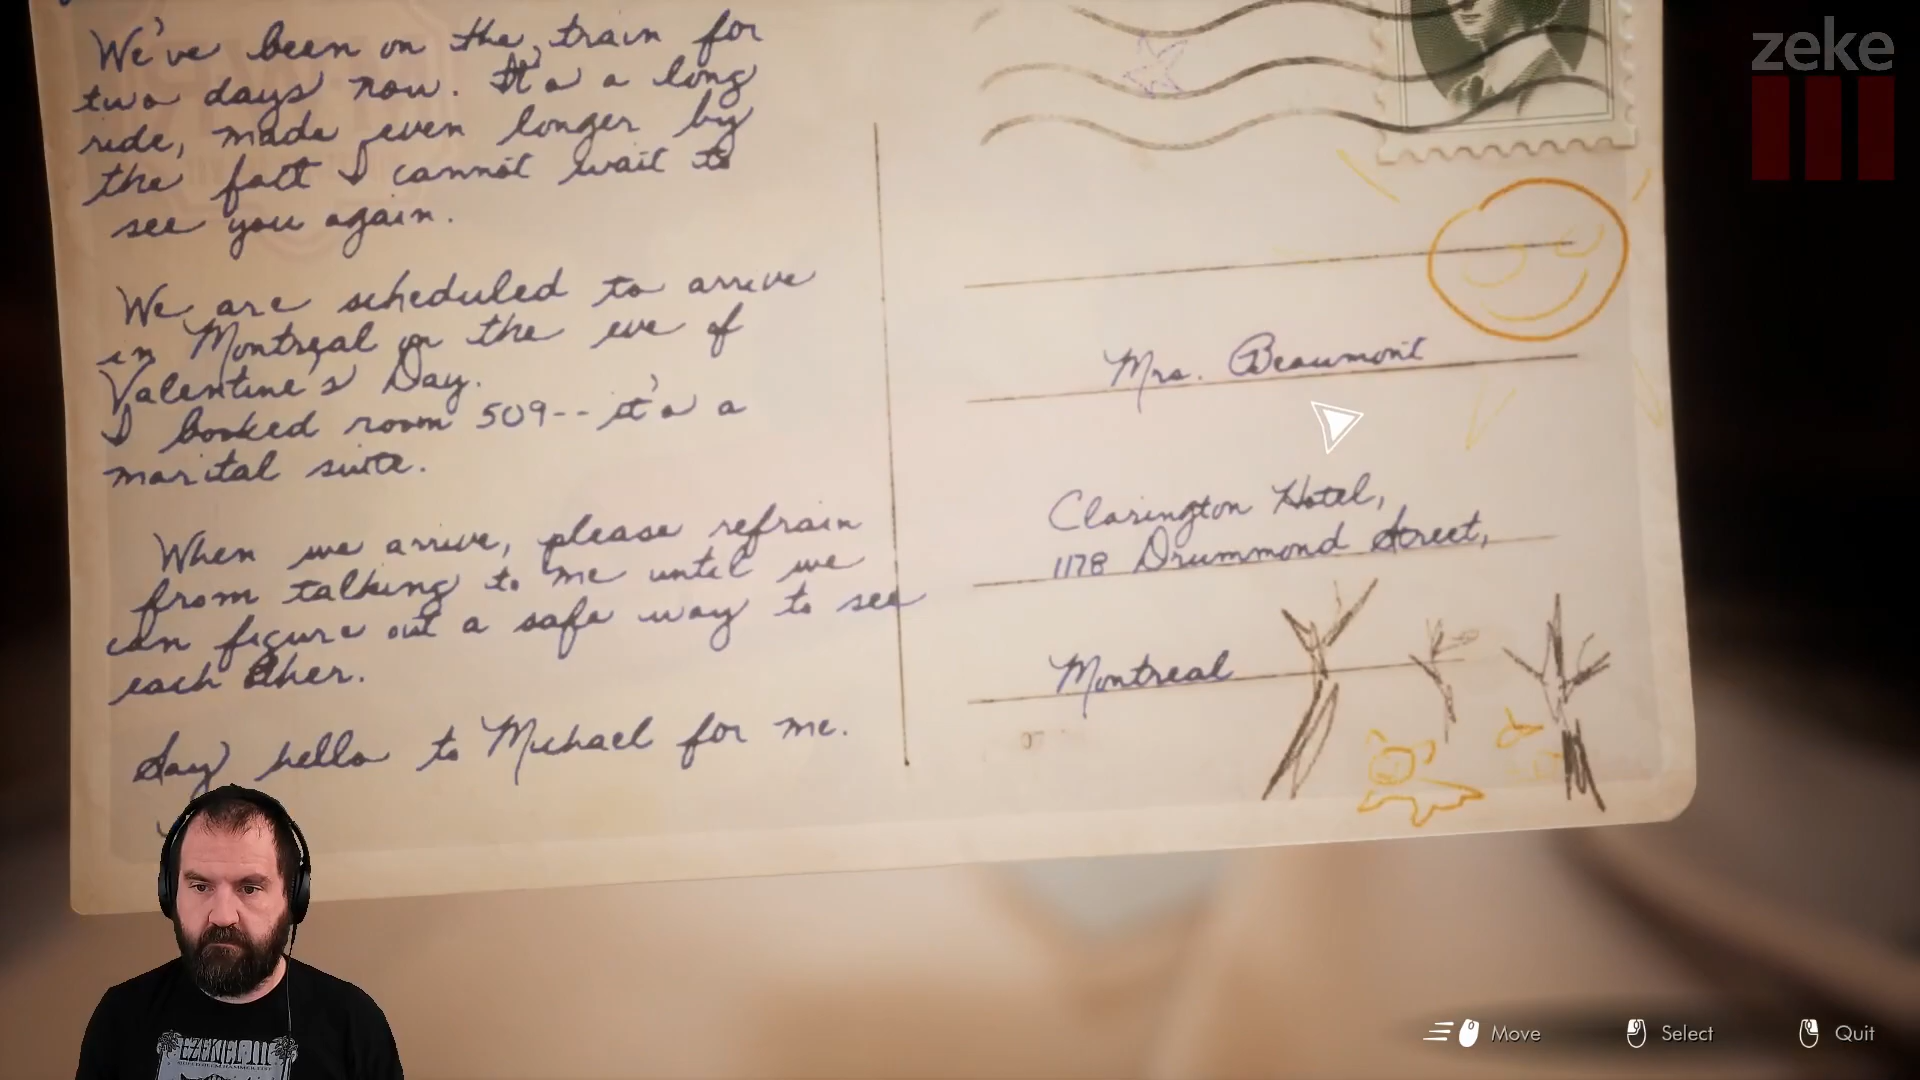 We've been on the train for
two days now. It's a long
ride, made even longer by
the fact I cannot wait to
see you again.
We are scheduled to arrive
in Montreal on the eve of
Valentine's Day.
I booked room 509-- it's a
marital suite.
When we arrive, please refrain
from talking to me until we
can figure out a safe way to see
each other.
Say hello to Michael for me.
Mrs. Beaumont
Clarington Hotel,
1178 Drummond Street,
Montreal
zeke
III
EZEKEL III
Move
Select
Quit